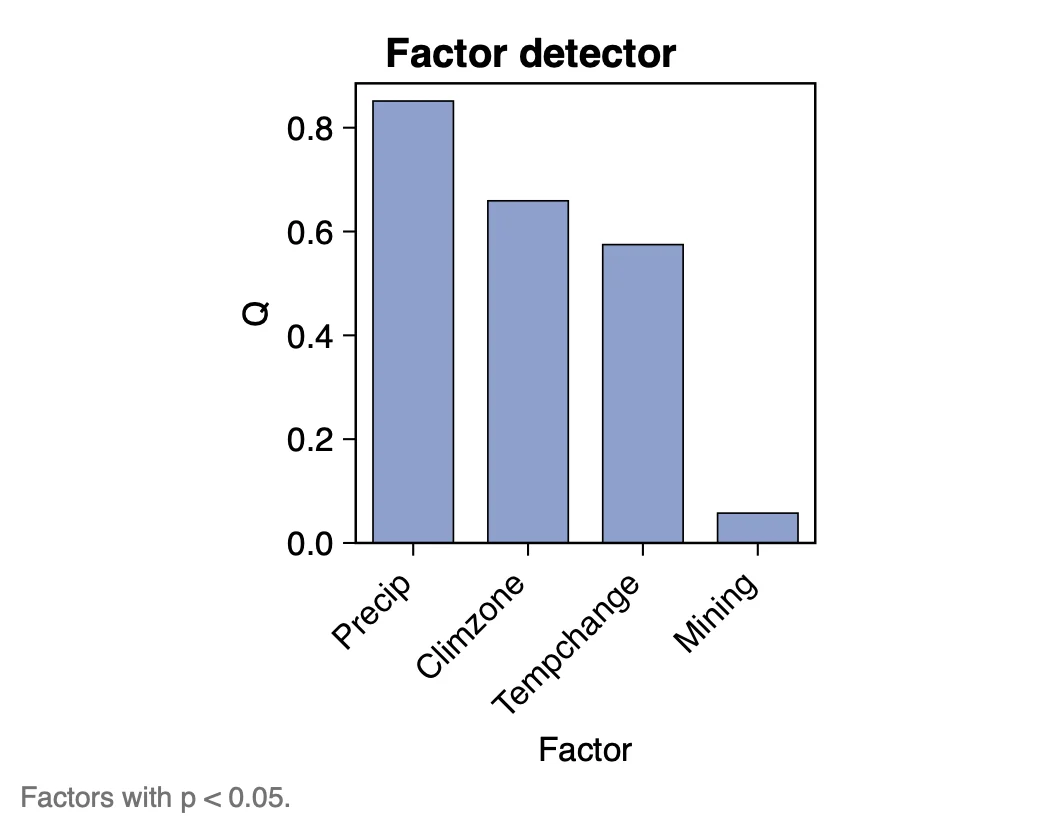 Factor detector
0.8
0.6
0.4
0.2
0.0
Q
Precip
Climzone
Tempchange
Mining
Factor
Factors with p < 0.05.